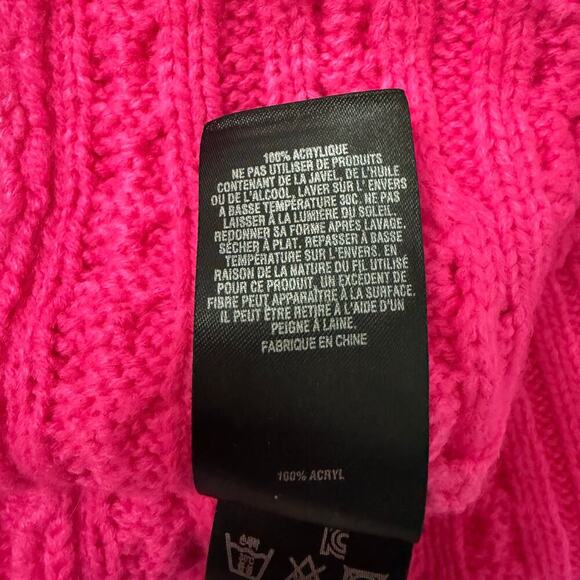 100% ACRYLIQUE
NE PAS UTILISER DE PRODUITS
CONTENANT DE LA JAVEL, DE L'HUILE
OU DE L'ALCOOL, LAVER SUR L' ENVERS
A BASSE TEMPÉRATURE 30C. NE PAS
LAISSER À LA LUMIÈRE DU SOLEIL.
REDONNER SA FORME APRÈS LAVAGE.
SÉCHER À PLAT. REPASSER À BASSE
TEMPÉRATURE SUR L'ENVERS. EN
RAISON DE LA NATURE DU FIL UTILISÉ
POUR CE PRODUIT, UN EXCÉDENT DE
FIBRE PEUT APPARAÎTRE À LA SURFACE.
IL PEUT ÊTRE RETIRE À L'AIDE D'UN
PEIGNE À LAINE.
FABRIQUE EN CHINE
100% ACRYL